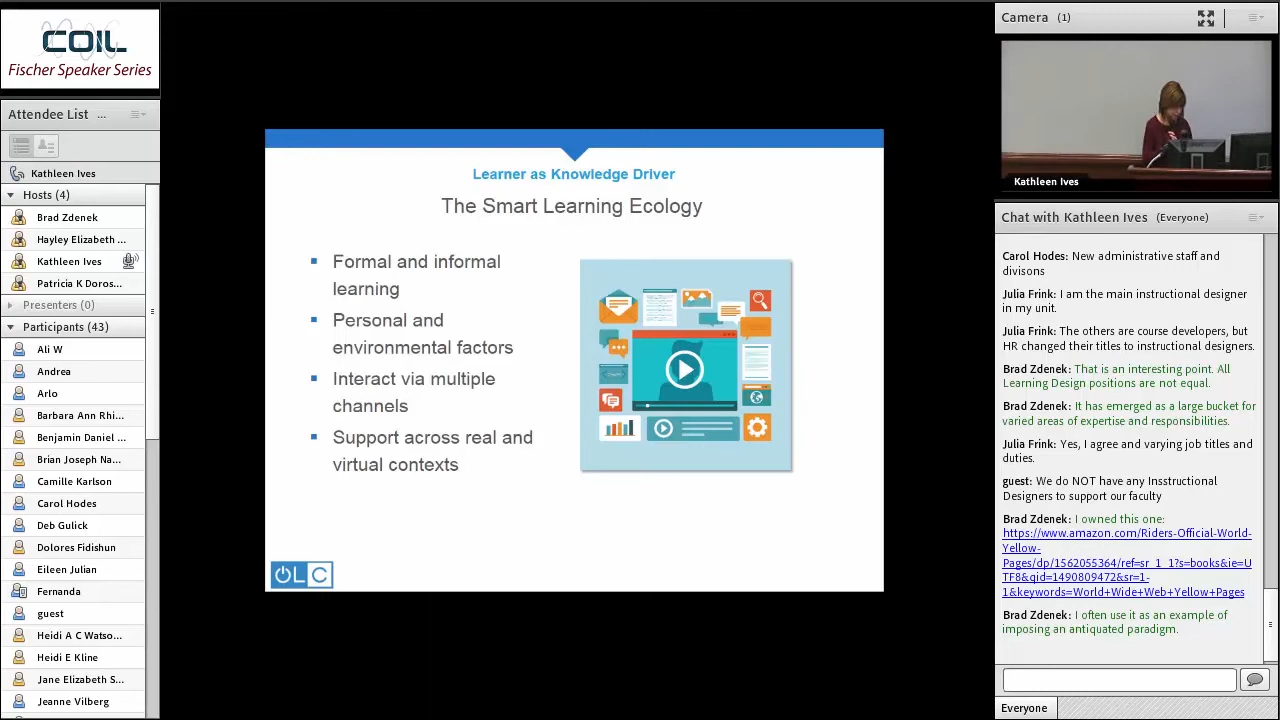 COIL
Fischer Speaker Series
Attendee List ...
Kathleen Ives
Hosts (4)
Brad Zdenek
Hayley Elizabeth ...
Kathleen Ives
Patricia K Doros...
Presenters (0)
Participants (43)
Ali W
Andrea
Arlo
Barbara Ann Rhi...
Benjamin Daniel ...
Brian Joseph Na...
Camille Karlson
Carol Hodes
Deb Gulick
Dolores Fidishun
Eileen Julian
Fernanda
guest
Heidi A C Watso...
Heidi E Kline
Jane Elizabeth S...
Jeanne Vilberg
Learner as Knowledge Driver
The Smart Learning Ecology
Formal and informal
learning
Personal and
environmental factors
Interact via multiple
channels
Support across real and
virtual contexts
OLC
Camera (1)
Kathleen Ives
Chat with Kathleen Ives (Everyone)
Carol Hodes: New administrative staff and
divisons
Julia Frink: I am the main instructional designer
in my unit.
Julia Frink: The others are course developers, but
HR changed their titles to instructional designers.
Brad Zdenek: That is an interesting point. All
Learning Design positions are not equal.
Brad Zdenek: It has emerged as a large bucket for
varied areas of expertise and responsibilities.
Julia Frink: Yes, I agree and varying job titles and
duties.
guest: We do NOT have any Insstructional
Designers to support our faculty
Brad Zdenek: I owned this one:
https://www.amazon.com/Riders-Official-World-
Yellow-
Pages/dp/1562055364/ref=sr_1_1?s=books&ie=U
TF8&qid=1490809472&sr=1-
1&keywords=World+Wide+Web+Yellow+Pages
Brad Zdenek: I often use it as an example of
imposing an antiquated paradigm.
Everyone